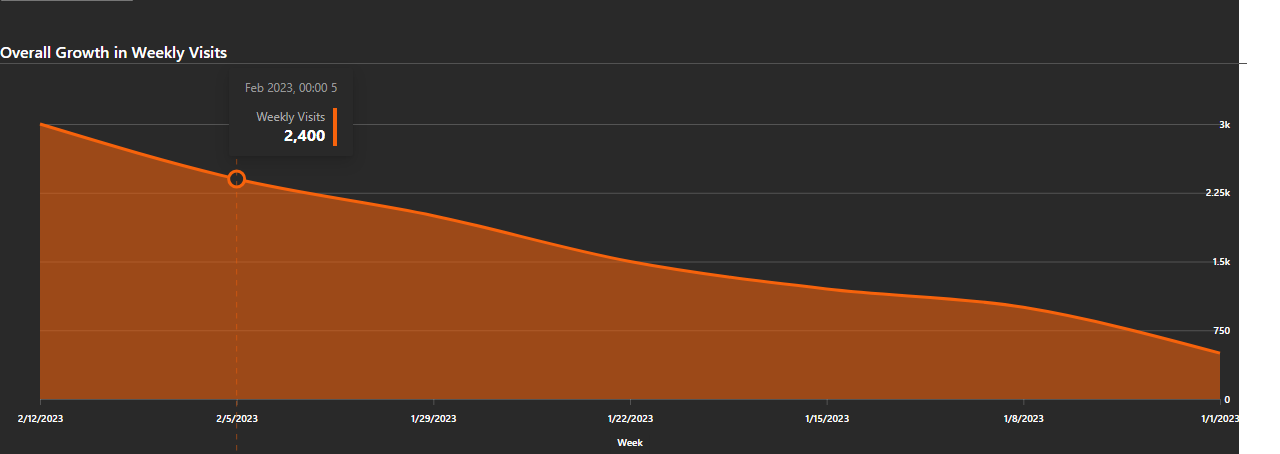 Overall Growth in Weekly Visits
Feb 2023, 00:00 5
Weekly Visits
2,400
3k
2.25k
1.5k
750
0
2/12/2023 2/5/2023 1/29/2023 1/22/2023 1/15/2023 1/8/2023 1/1/2023
Week